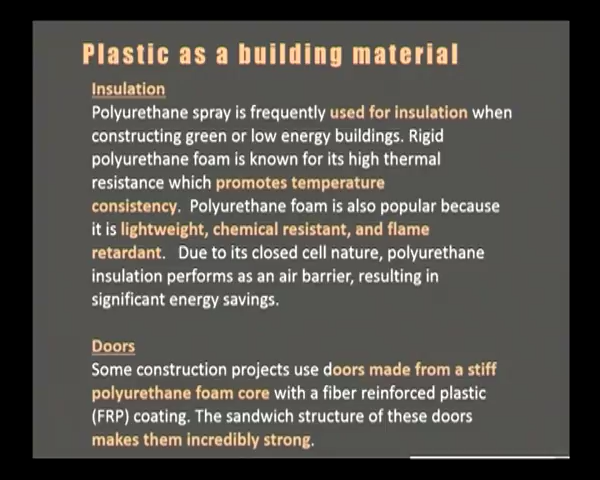 Plastic as a building material
Insulation
Polyurethane spray is frequently used for insulation when
constructing green or low energy buildings. Rigid
polyurethane foam is known for its high thermal
resistance which promotes temperature
consistency. Polyurethane foam is also popular because
it is lightweight, chemical resistant, and flame
retardant. Due to its closed cell nature, polyurethane
insulation performs as an air barrier, resulting in
significant energy savings.
Doors
Some construction projects use doors made from a stiff
polyurethane foam core with a fiber reinforced plastic
(FRP) coating. The sandwich structure of these doors
makes them incredibly strong.